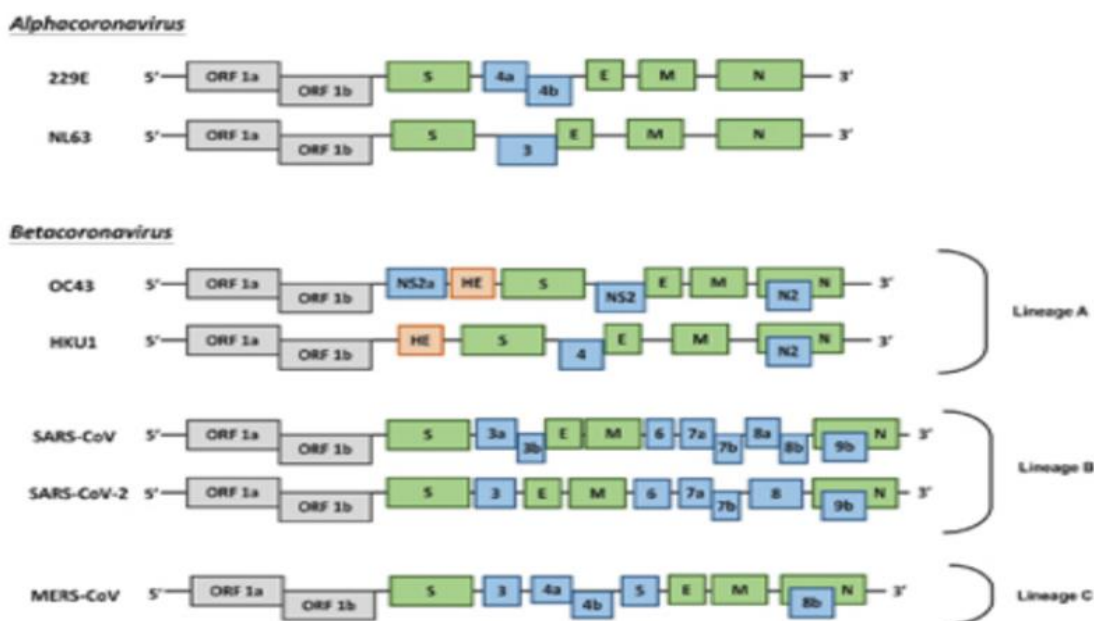 Alphacoronavirus
229E 5’ ORF 1a ORF 1b S 4a 4b E M N 3’
NL63 5’ ORF 1a ORF 1b S 3 E M N 3’
Betacoronavirus
OC43 5’ ORF 1a ORF 1b NS2a HE S NS2 E M N2 N 3’
HKU1 5’ ORF 1a ORF 1b HE S 4 E M N2 N 3’
Lineage A
SARS-CoV 5’ ORF 1a ORF 1b S 3a 3b E M 6 7a 7b 8a 8b 9b N 3’
SARS-CoV-2 5’ ORF 1a ORF 1b S 3 E M 6 7a 7b 8 9b N 3’
Lineage B
MERS-CoV 5’ ORF 1a ORF 1b S 3 4a 4b 5 E M 8b N 3’
Lineage C